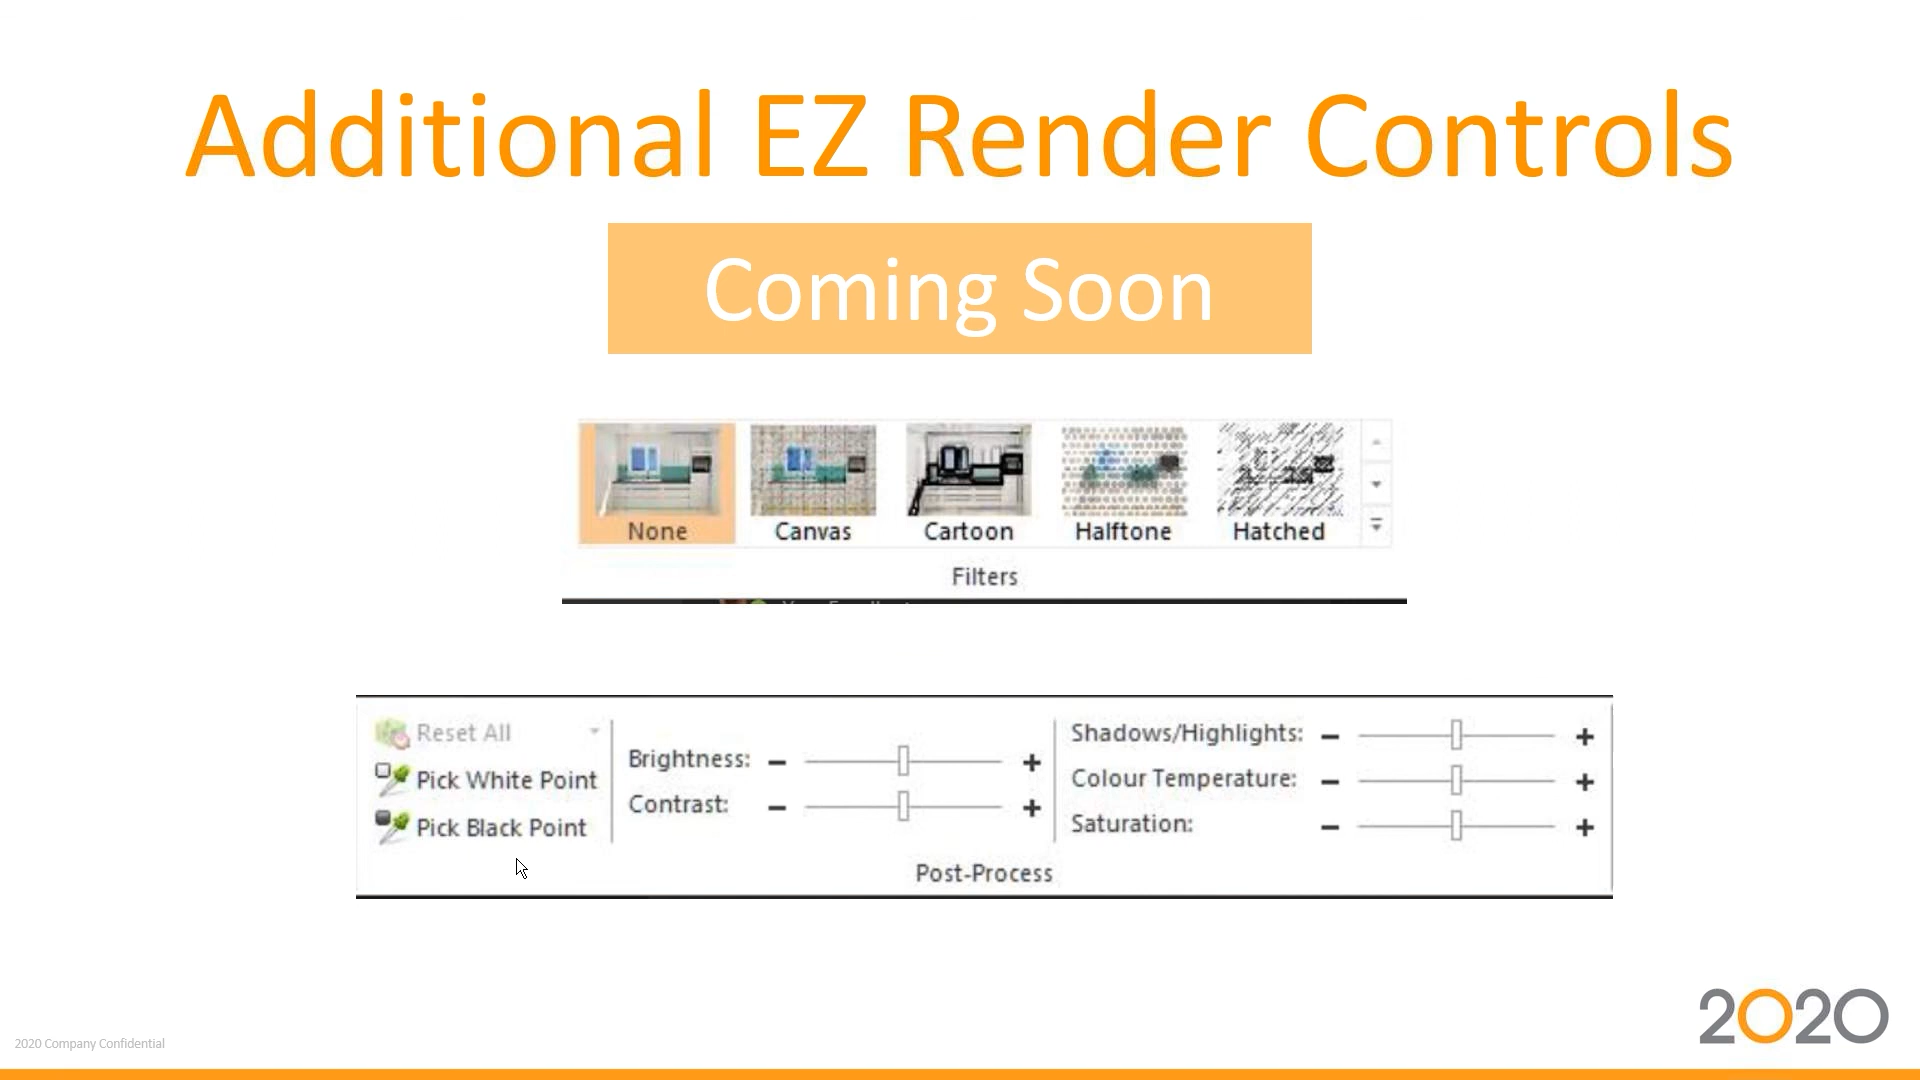 Additional EZ Render Controls
Coming Soon
None Canvas Cartoon Halftone Hatched
Filters
Reset All
Pick White Point
Pick Black Point
Brightness:
Contrast:
Shadows/Highlights:
Colour Temperature:
Saturation:
Post-Process
2020 Company Confidential
2020